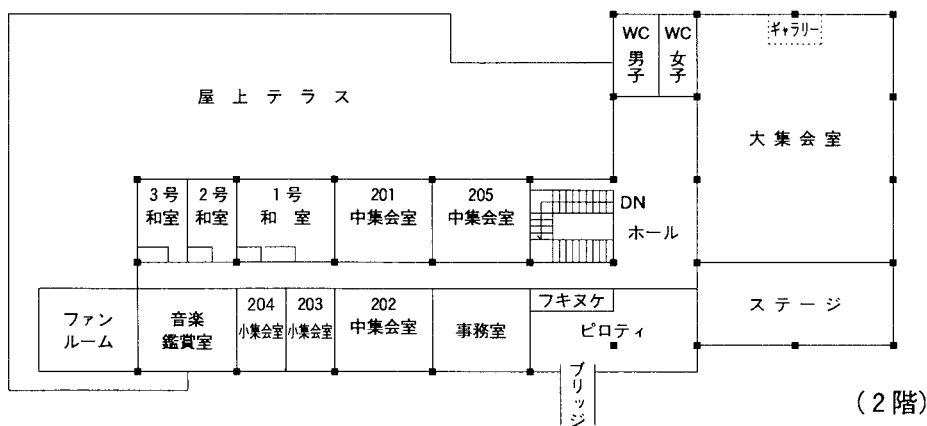 WC
男子
WC
女子
ギャラリー
屋上テラス
大集会室
3号
和室
2号
和室
1号
和室
201
中集会室
205
中集会室
DN
ホール
ファン
ルーム
音楽
鑑賞室
204
小集会室
203
小集会室
202
中集会室
事務室
フキヌケ
ピロティ
ステージ
ブリッジ
(2階)